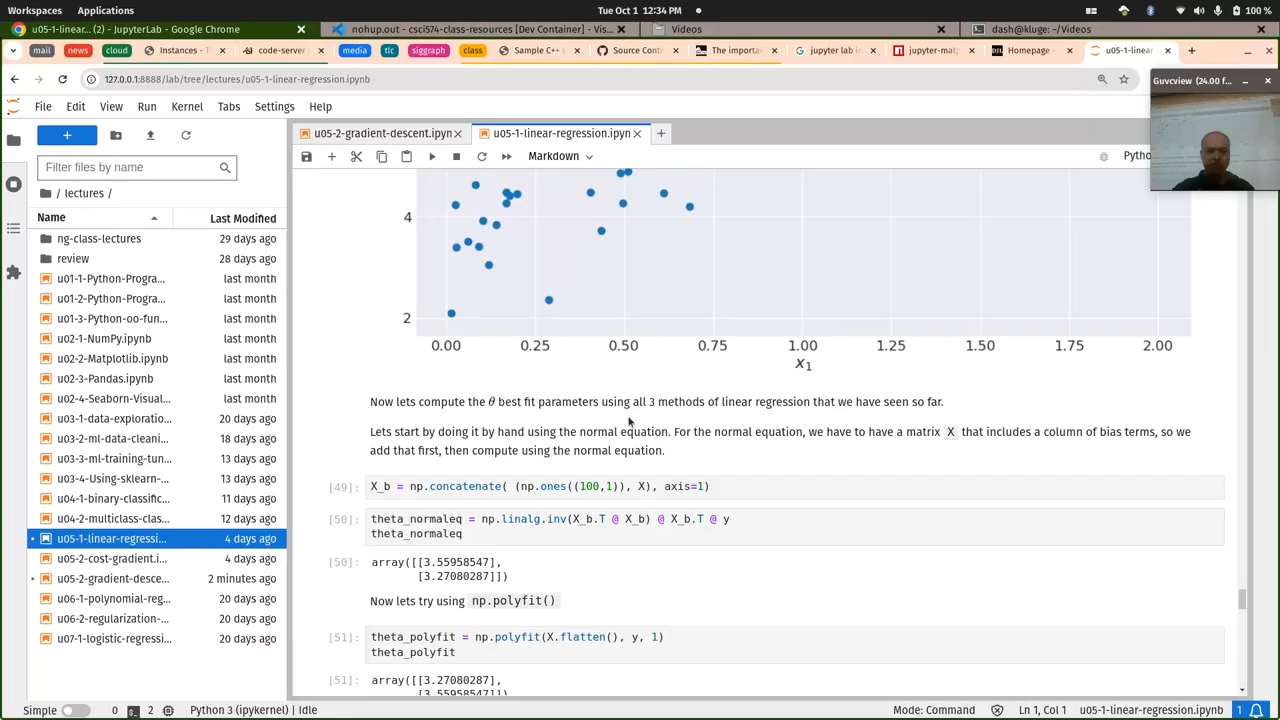 Workspaces Applications Tue Oct 1 12:34 PM 100 %
u05-1-linear... (2) - JupyterLab - Google Chrome nohup.out - csci574-class-resources [Dev Container] - Vis... Videos dash@kluge: ~/Videos
mail news cloud Instances - T... code-server media tlc siggraph class Sample C++ Source Cont The importa jupyter lab j jupyter-mat Homepage - u05-1-linear
127.0.0.1:8888/lab/tree/lectures/u05-1-linear-regression.ipynb
Guvcview (24.00 f...
File Edit View Run Kernel Tabs Settings Help
u05-2-gradient-descent.ipyn u05-1-linear-regression.ipyn
Markdown Pytho
Filter files by name
/ lectures /
Name Last Modified
ng-class-lectures 29 days ago
review 28 days ago
u01-1-Python-Progra... last month
u01-2-Python-Progra... last month
u01-3-Python-oo-fun... last month
u02-1-NumPy.ipynb last month
u02-2-Matplotlib.ipynb last month
u02-3-Pandas.ipynb last month
u02-4-Seaborn-Visual... last month
u03-1-data-exploratio... 20 days ago
u03-2-ml-data-cleani... 18 days ago
u03-3-ml-training-tun... 13 days ago
u03-4-Using-sklearn-... 13 days ago
u04-1-binary-classific... 11 days ago
u04-2-multiclass-clas... 12 days ago
u05-1-linear-regressi... 4 days ago
u05-2-cost-gradient.i... 4 days ago
u05-2-gradient-desce... 2 minutes ago
u06-1-polynomial-reg... 20 days ago
u06-2-regularization-... 20 days ago
u07-1-logistic-regressi... 20 days ago
4
2
0.00 0.25 0.50 0.75 1.00 1.25 1.50 1.75 2.00
x₁
Now lets compute the θ best fit parameters using all 3 methods of linear regression that we have seen so far.
Lets start by doing it by hand using the normal equation. For the normal equation, we have to have a matrix X that includes a column of bias terms, so we
add that first, then compute using the normal equation.
[49]: X_b = np.concatenate( (np.ones((100,1)), X), axis=1)
[50]: theta_normaleq = np.linalg.inv(X_b.T @ X_b) @ X_b.T @ y
theta_normaleq
[50]: array([[3.55958547],
[3.27080287]])
Now lets try using np.polyfit()
[51]: theta_polyfit = np.polyfit(X.flatten(), y, 1)
theta_polyfit
[51]: array([[3.27080287],
[3.55958547]])
Simple 0 2 Python 3 (ipykernel) | Idle Mode: Command Ln 1, Col 1 u05-1-linear-regression.ipynb 1